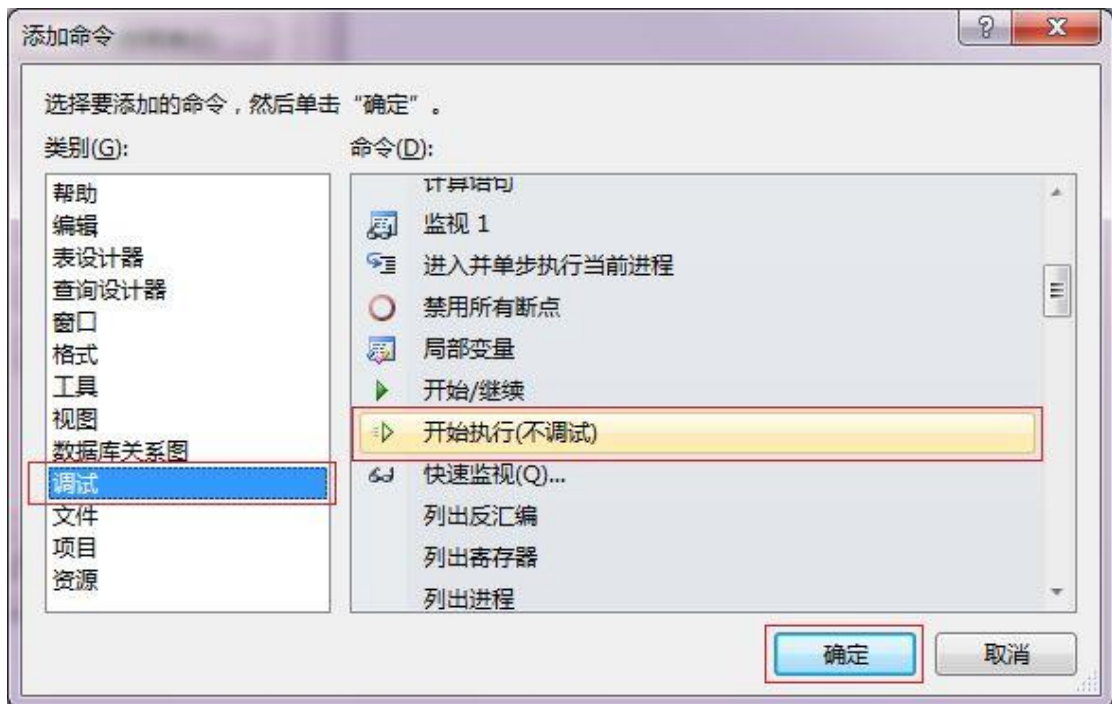 添加命令
选择要添加的命令，然后单击“确定”。
类别(G):
命令(D):
帮助
编辑
表设计器
查询设计器
窗口
格式
工具
视图
数据库关系图
调试
文件
项目
资源
计算语句
监视 1
进入并单步执行当前进程
禁用所有断点
局部变量
开始/继续
开始执行(不调试)
快速监视(Q)...
列出反汇编
列出寄存器
列出进程
确定
取消